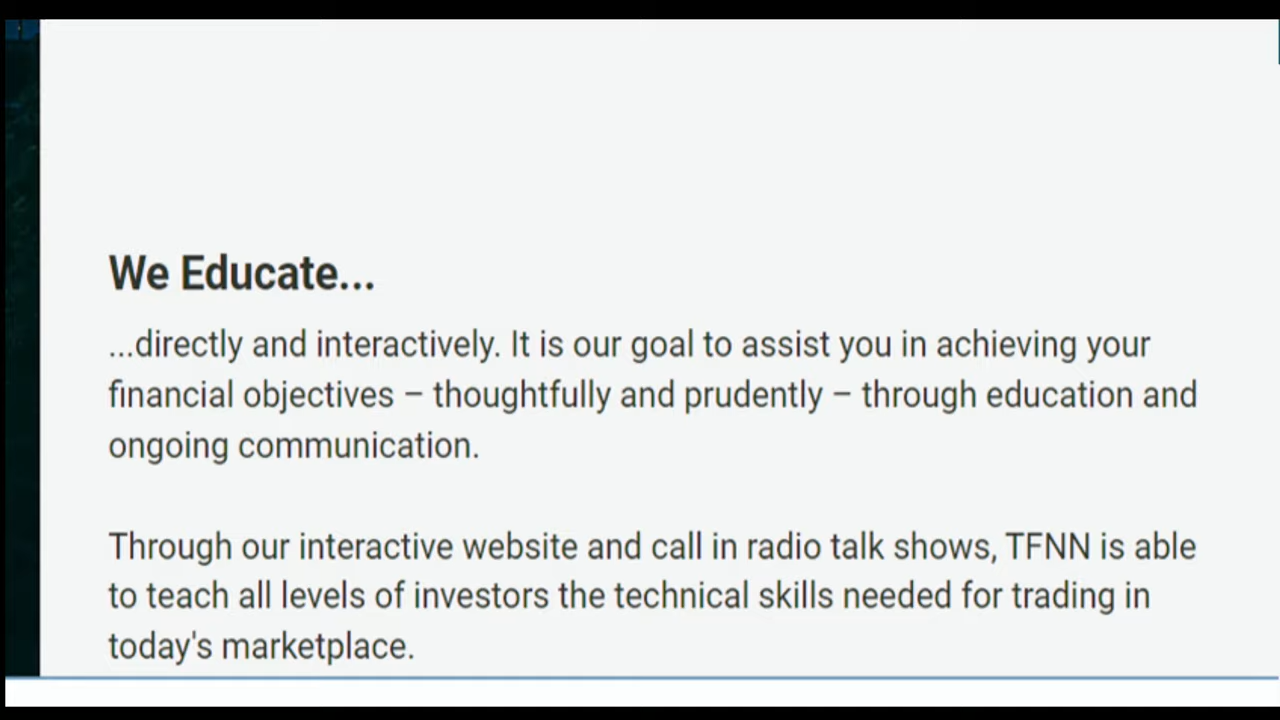 We Educate...
...directly and interactively. It is our goal to assist you in achieving your
financial objectives – thoughtfully and prudently – through education and
ongoing communication.
Through our interactive website and call in radio talk shows, TFNN is able
to teach all levels of investors the technical skills needed for trading in
today's marketplace.